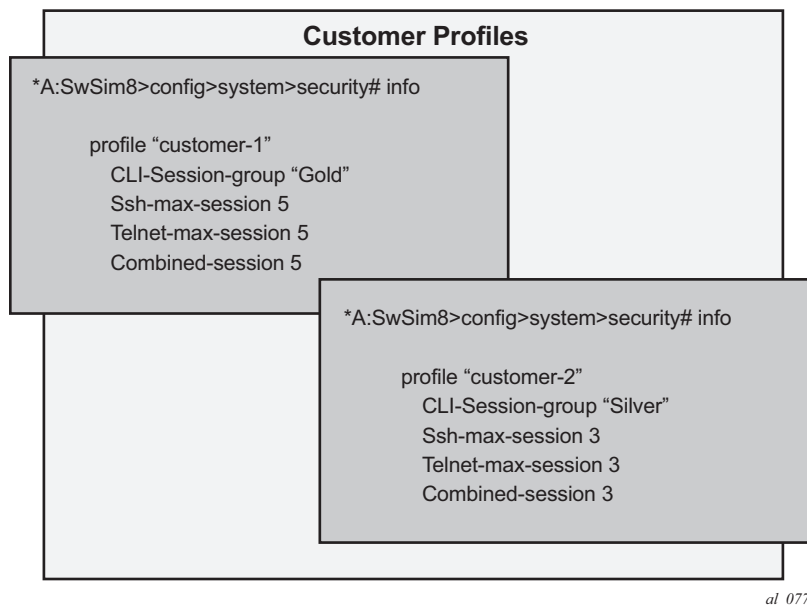 Customer Profiles
*A:SwSim8>config>system>security# info
profile “customer-1”
CLI-Session-group “Gold”
Ssh-max-session 5
Telnet-max-session 5
Combined-session 5
*A:SwSim8>config>system>security# info
profile “customer-2”
CLI-Session-group “Silver”
Ssh-max-session 3
Telnet-max-session 3
Combined-session 3
al_077